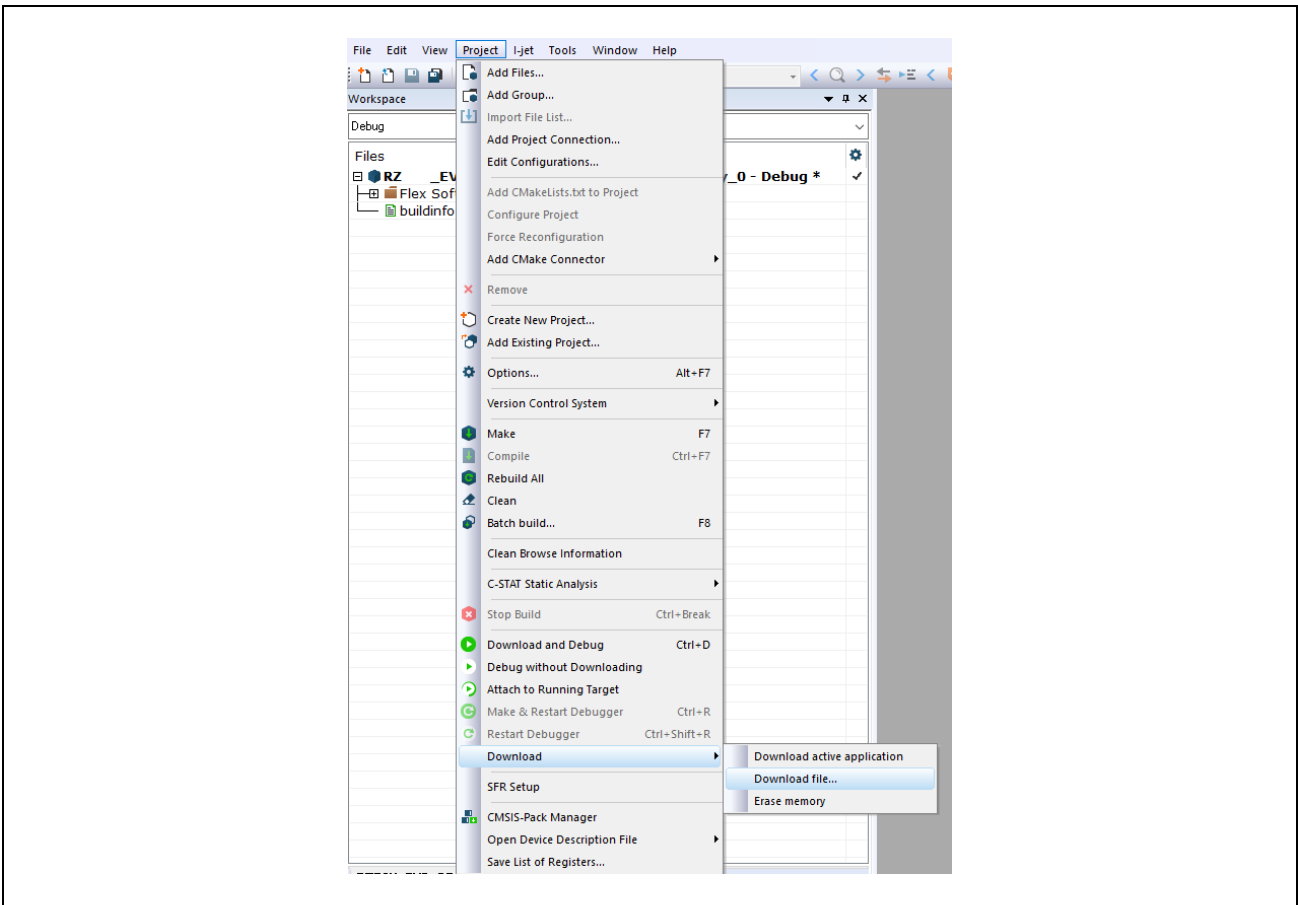 File Edit View Project I-jet Tools Window Help
Add Files...
Workspace
Add Group...
Import File List...
Debug
Add Project Connection...
Files
Edit Configurations...
RZ _EV y_0 - Debug *
Flex Sof
Add CMakeLists.txt to Project
buildinfo
Configure Project
Force Reconfiguration
Add CMake Connector
Remove
Create New Project...
Add Existing Project...
Options... Alt+F7
Version Control System
Make F7
Compile Ctrl+F7
Rebuild All
Clean
Batch build... F8
Clean Browse Information
C-STAT Static Analysis
Stop Build Ctrl+Break
Download and Debug Ctrl+D
Debug without Downloading
Attach to Running Target
Make & Restart Debugger Ctrl+R
Restart Debugger Ctrl+Shift+R
Download Download active application
Download file...
SFR Setup
Erase memory
CMSIS-Pack Manager
Open Device Description File
Save List of Registers...